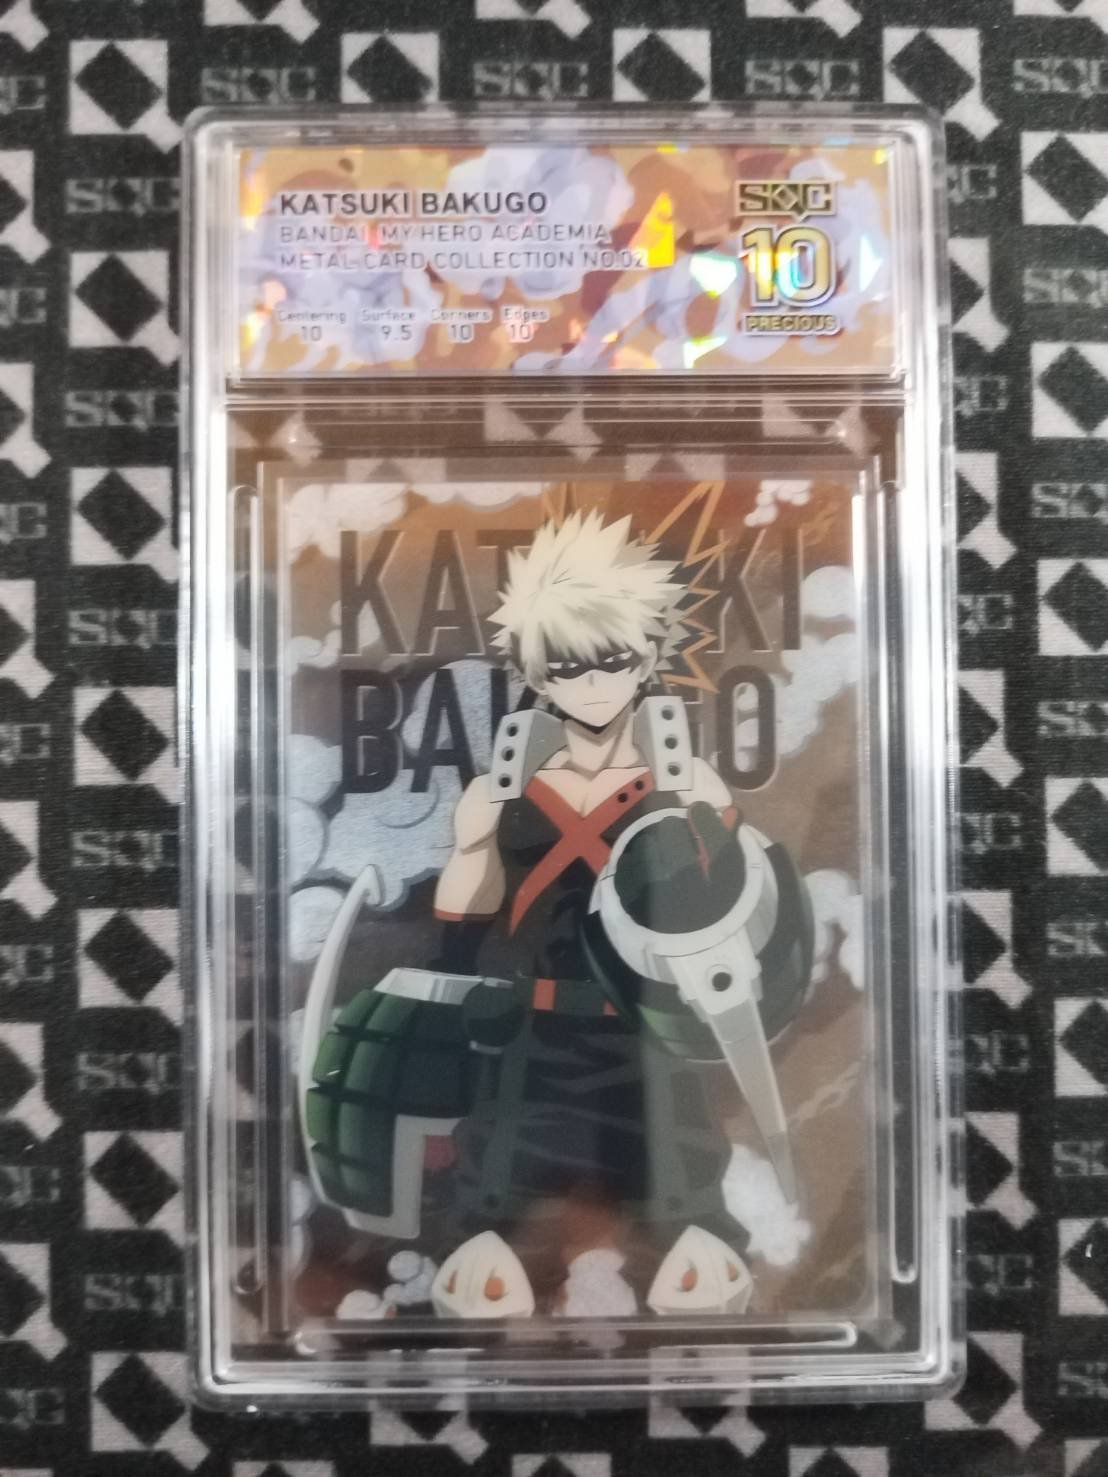 KATSUKI BAKUGO
BANDAI MY HERO ACADEMIA
METAL CARD COLLECTION NO.02
Centering Surface Corners Edges
10 9.5 10 10
SQC
10
PRECIOUS
KATSUKI
BAKUGO